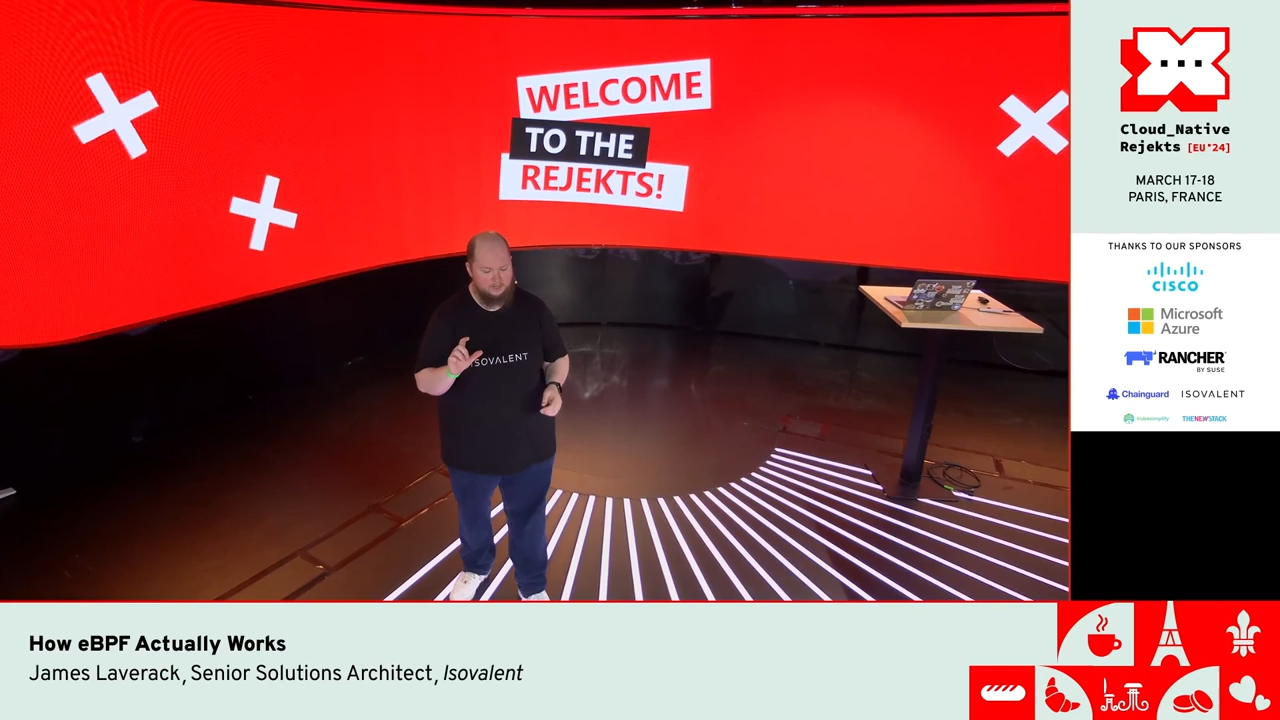 WELCOME
TO THE
REJEKTS!
ISOVALENT
Cloud_Native
Rejekts [EU'24]
MARCH 17-18
PARIS, FRANCE
THANKS TO OUR SPONSORS
CISCO
Microsoft
Azure
RANCHER
BY SUSE
Chainguard ISOVALENT
THENEWSTACK
How eBPF Actually Works
James Laverack, Senior Solutions Architect, Isovalent